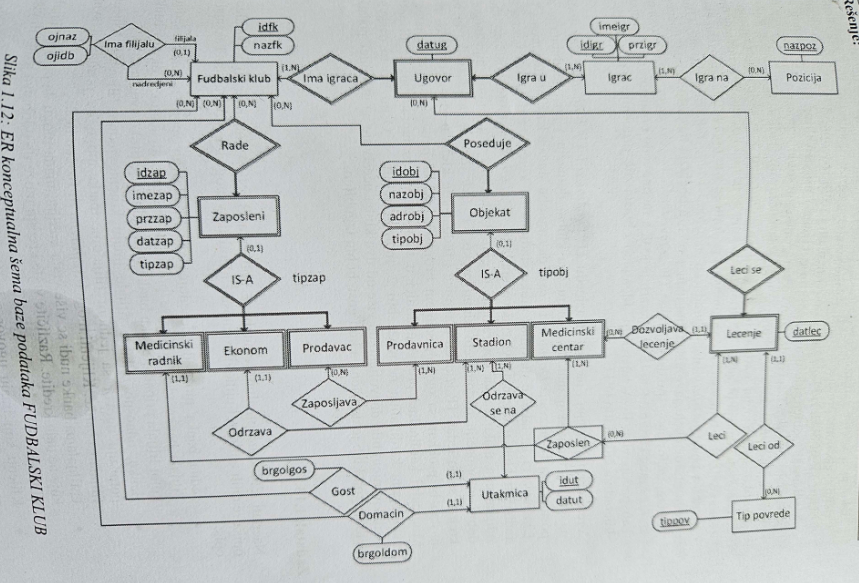 Rešenje:
ojnaz
ojidb
Ima filijalu
filijala
(0,1)
(0,N)
nadredjeni
idfk
nazfk
Fudbalski klub
(1,N)
Ima igraca
datug
Ugovor
(0,N)
Igra u
(1,N)
imeigr
idigr
przigr
Igrac
(1,N)
Igra na
(0,N)
nazpoz
Pozicija
(0,N)
(0,N)
(0,N)
(0,N)
Rade
Poseduje
idzap
imezap
przzap
datzap
tipzap
Zaposleni
(0,1)
IS-A
tipzap
idobj
nazobj
adrobj
tipobj
Objekat
(0,1)
IS-A
tipobj
Leci se
Medicinski
radnik
(1,1)
Ekonom
(1,1)
Prodavac
(0,N)
Prodavnica
(1,N)
Stadion
(1,N)
(1,N)
Medicinski
centar
(1,N)
(0,N)
Dozvoljava
lecenje
(1,1)
Lecenje
datlec
(1,N)
(1,1)
Zaposljava
Odrzava
Odrzava
se na
Zaposlen
(0,N)
Leci
Leci od
(0,N)
Tip povrede
tippov
brgolgos
Gost
(1,1)
Domacin
(1,1)
brgoldom
Utakmica
idut
datut
Slika 1.12: ER konceptualna šema baze podataka FUDBALSKI KLUB